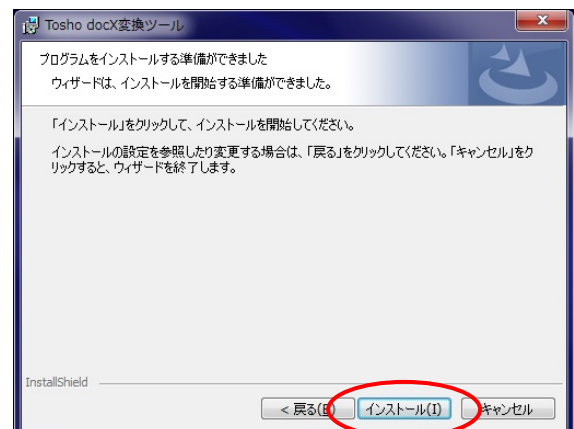 Tosho docX変換ツール
プログラムをインストールする準備ができました
ウィザードは、インストールを開始する準備ができました。
「インストール」をクリックして、インストールを開始してください。
インストールの設定を参照したり変更する場合は、「戻る」をクリックしてください。「キャンセル」をク
リックすると、ウィザードを終了します。
InstallShield
< 戻る(B) インストール(I) キャンセル